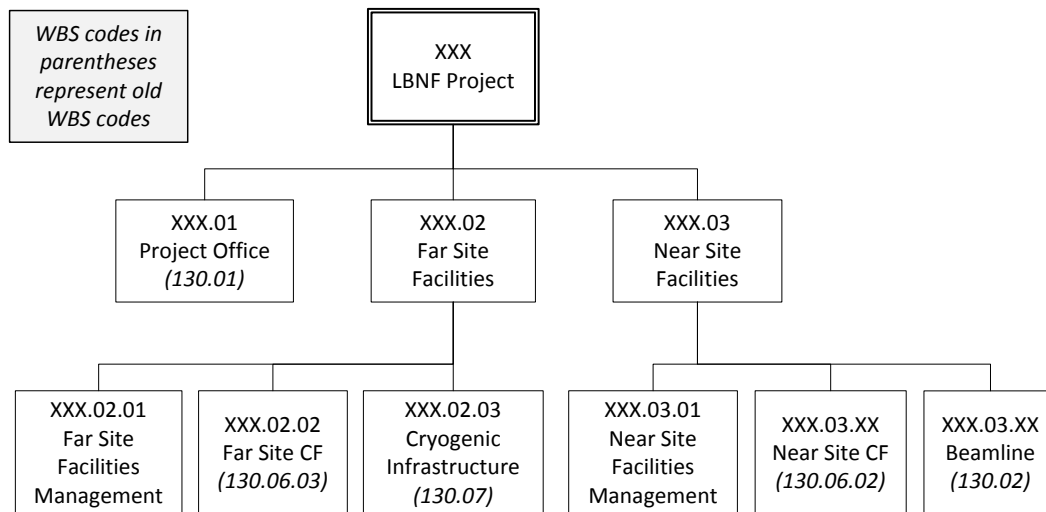 WBS codes in
parentheses
represent old
WBS codes
XXX
LBNF Project
XXX.01
Project Office
(130.01)
XXX.02
Far Site
Facilities
XXX.03
Near Site
Facilities
XXX.02.01
Far Site
Facilities
Management
XXX.02.02
Far Site CF
(130.06.03)
XXX.02.03
Cryogenic
Infrastructure
(130.07)
XXX.03.01
Near Site
Facilities
Management
XXX.03.XX
Near Site CF
(130.06.02)
XXX.03.XX
Beamline
(130.02)